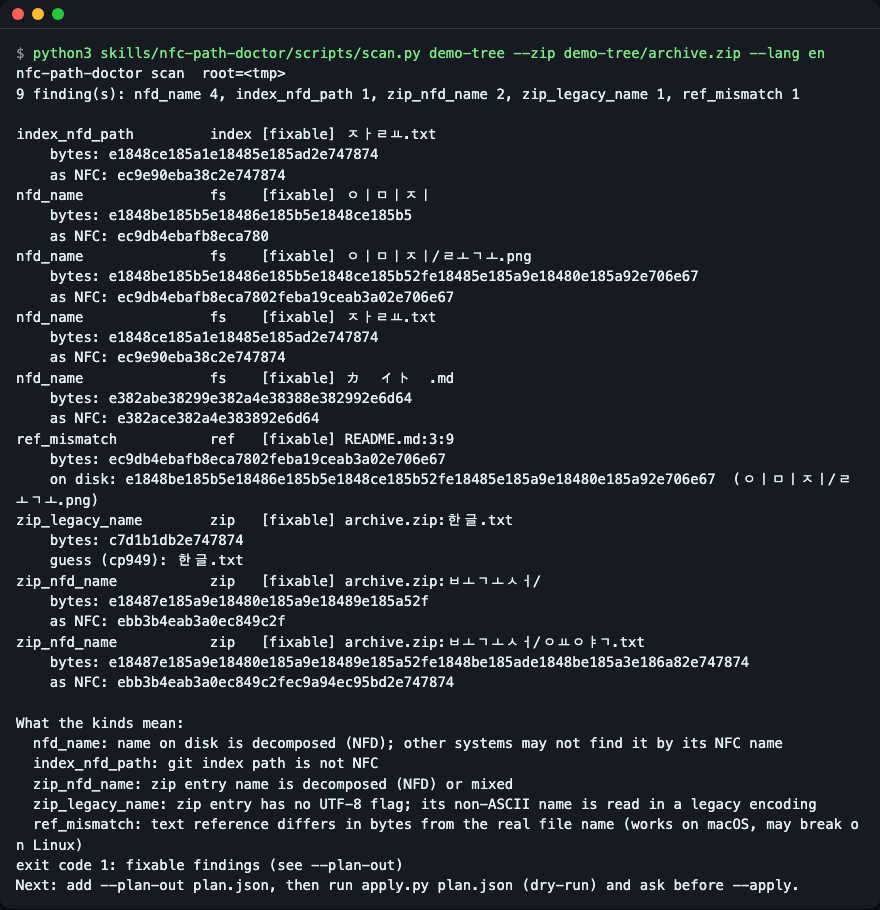 $ python3 skills/nfc-path-doctor/scripts/scan.py demo-tree --zip demo-tree/archive.zip --lang en
nfc-path-doctor scan  root=<tmp>
9 finding(s): nfd_name 4, index_nfd_path 1, zip_nfd_name 2, zip_legacy_name 1, ref_mismatch 1

index_nfd_path         index [fixable] ㅈㅏㄹㅛ.txt
    bytes: e1848ce185a1e18485e185ad2e747874
    as NFC: ec9e90eba38c2e747874
nfd_name               fs    [fixable] ㅇㅣㅁㅣㅈㅣ
    bytes: e1848be185b5e18486e185b5e1848ce185b5
    as NFC: ec9db4ebafb8eca780
nfd_name               fs    [fixable] ㅇㅣㅁㅣㅈㅣ/ㄹㅗㄱㅗ.png
    bytes: e1848be185b5e18486e185b5e1848ce185b52fe18485e185a9e18480e185a92e706e67
    as NFC: ec9db4ebafb8eca7802feba19ceab3a02e706e67
nfd_name               fs    [fixable] ㅈㅏㄹㅛ.txt
    bytes: e1848ce185a1e18485e185ad2e747874
    as NFC: ec9e90eba38c2e747874
nfd_name               fs    [fixable] カ  イト  .md
    bytes: e382abe38299e382a4e38388e382992e6d64
    as NFC: e382ace382a4e383892e6d64
ref_mismatch           ref   [fixable] README.md:3:9
    bytes: ec9db4ebafb8eca7802feba19ceab3a02e706e67
    on disk: e1848be185b5e18486e185b5e1848ce185b52fe18485e185a9e18480e185a92e706e67  (ㅇㅣㅁㅣㅈㅣ/ㄹ
ㅗㄱㅗ.png)
zip_legacy_name        zip   [fixable] archive.zip:한글.txt
    bytes: c7d1b1db2e747874
    guess (cp949): 한글.txt
zip_nfd_name           zip   [fixable] archive.zip:ㅂㅗㄱㅗㅅㅓ/
    bytes: e18487e185a9e18480e185a9e18489e185a52f
    as NFC: ebb3b4eab3a0ec849c2f
zip_nfd_name           zip   [fixable] archive.zip:ㅂㅗㄱㅗㅅㅓ/ㅇㅛㅇㅑㄱ.txt
    bytes: e18487e185a9e18480e185a9e18489e185a52fe1848be185ade1848be185a3e186a82e747874
    as NFC: ebb3b4eab3a0ec849c2fec9a94ec95bd2e747874

What the kinds mean:
  nfd_name: name on disk is decomposed (NFD); other systems may not find it by its NFC name
  index_nfd_path: git index path is not NFC
  zip_nfd_name: zip entry name is decomposed (NFD) or mixed
  zip_legacy_name: zip entry has no UTF-8 flag; its non-ASCII name is read in a legacy encoding
  ref_mismatch: text reference differs in bytes from the real file name (works on macOS, may break o
n Linux)
exit code 1: fixable findings (see --plan-out)
Next: add --plan-out plan.json, then run apply.py plan.json (dry-run) and ask before --apply.